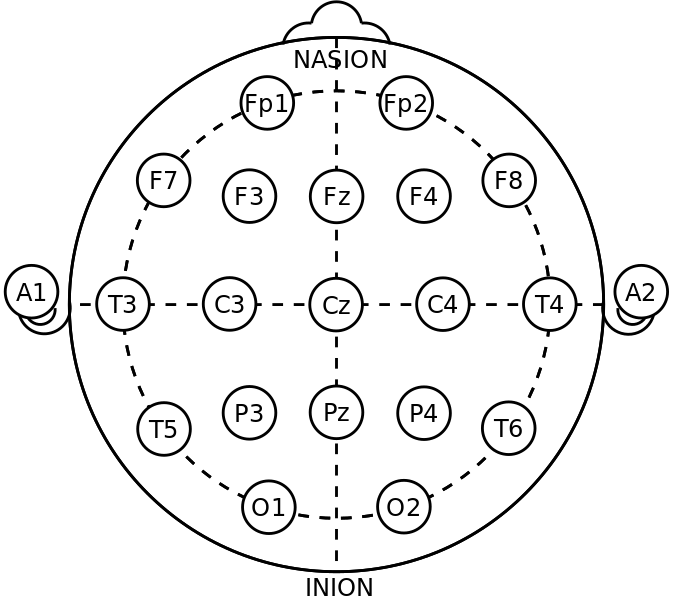 NASION
Fp1 Fp2
F7 F3 Fz F4 F8
A1 T3 C3 Cz C4 T4 A2
T5 P3 Pz P4 T6
O1 O2
INION